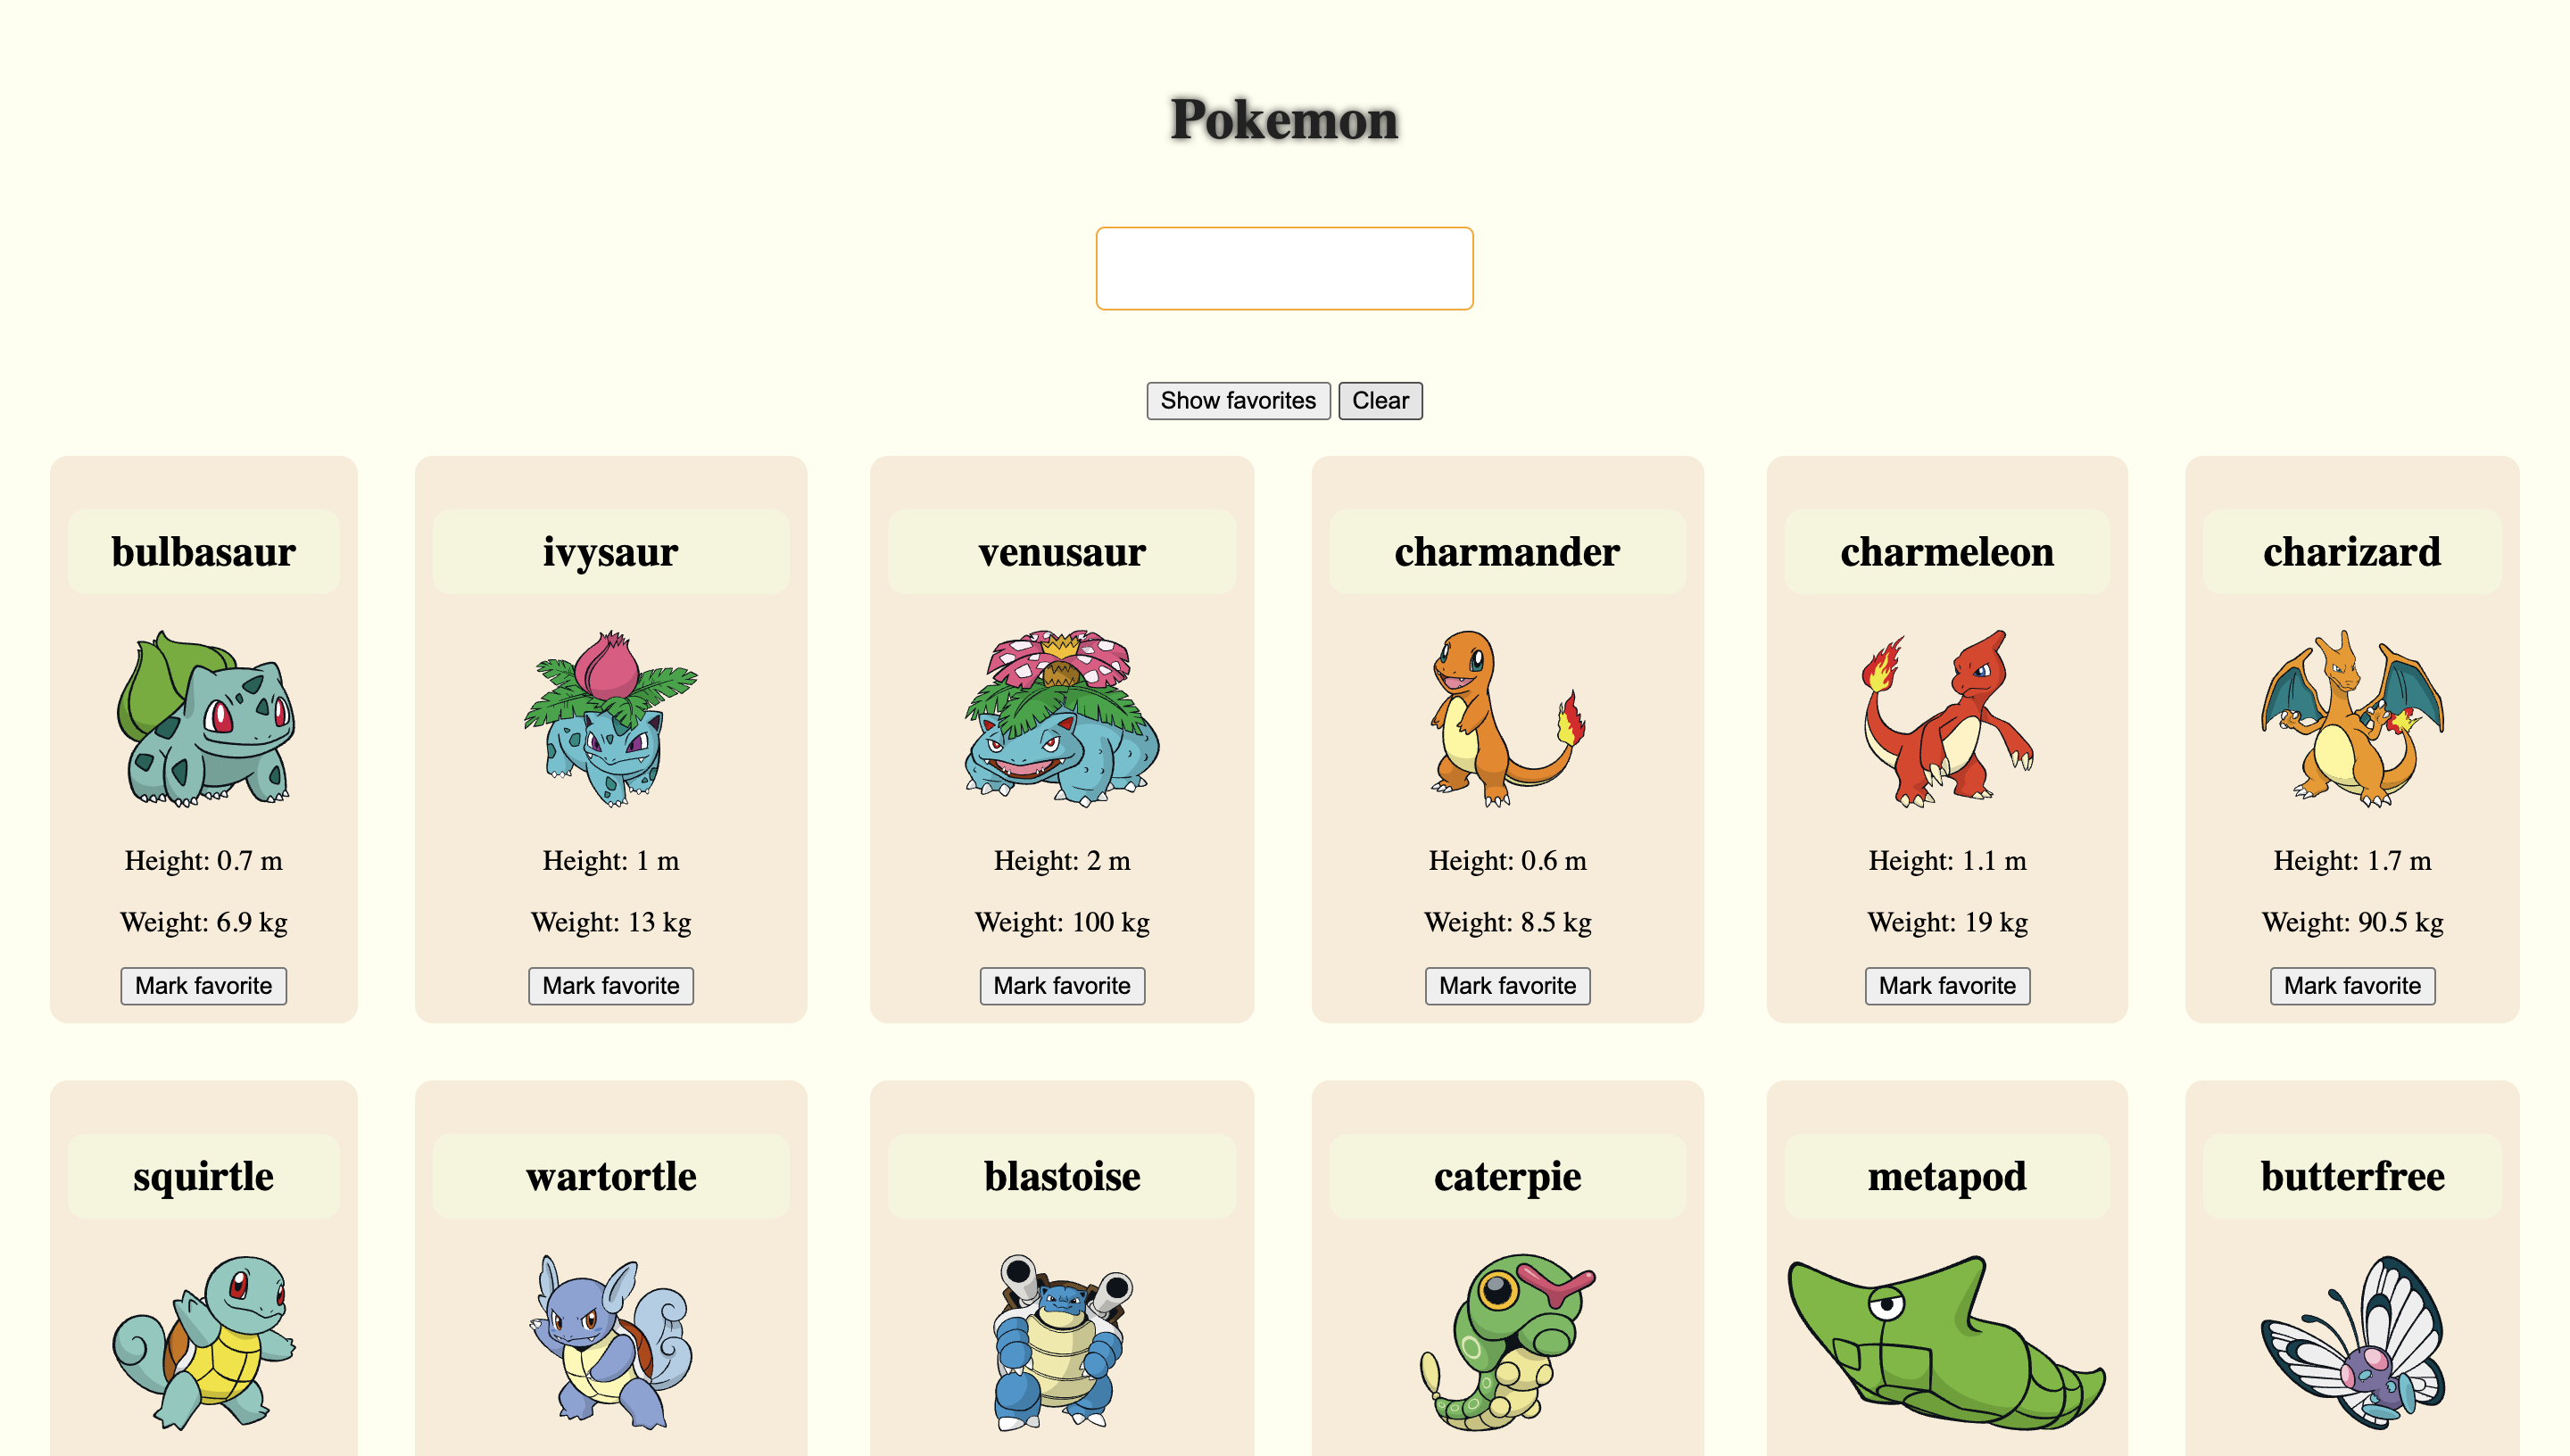 Pokemon
Show favorites Clear
bulbasaur ivysaur venusaur charmander charmeleon charizard
Height: 0.7 m Height: 1 m Height: 2 m Height: 0.6 m Height: 1.1 m Height: 1.7 m
Weight: 6.9 kg Weight: 13 kg Weight: 100 kg Weight: 8.5 kg Weight: 19 kg Weight: 90.5 kg
Mark favorite Mark favorite Mark favorite Mark favorite Mark favorite Mark favorite
squirtle wartortle blastoise caterpie metapod butterfree